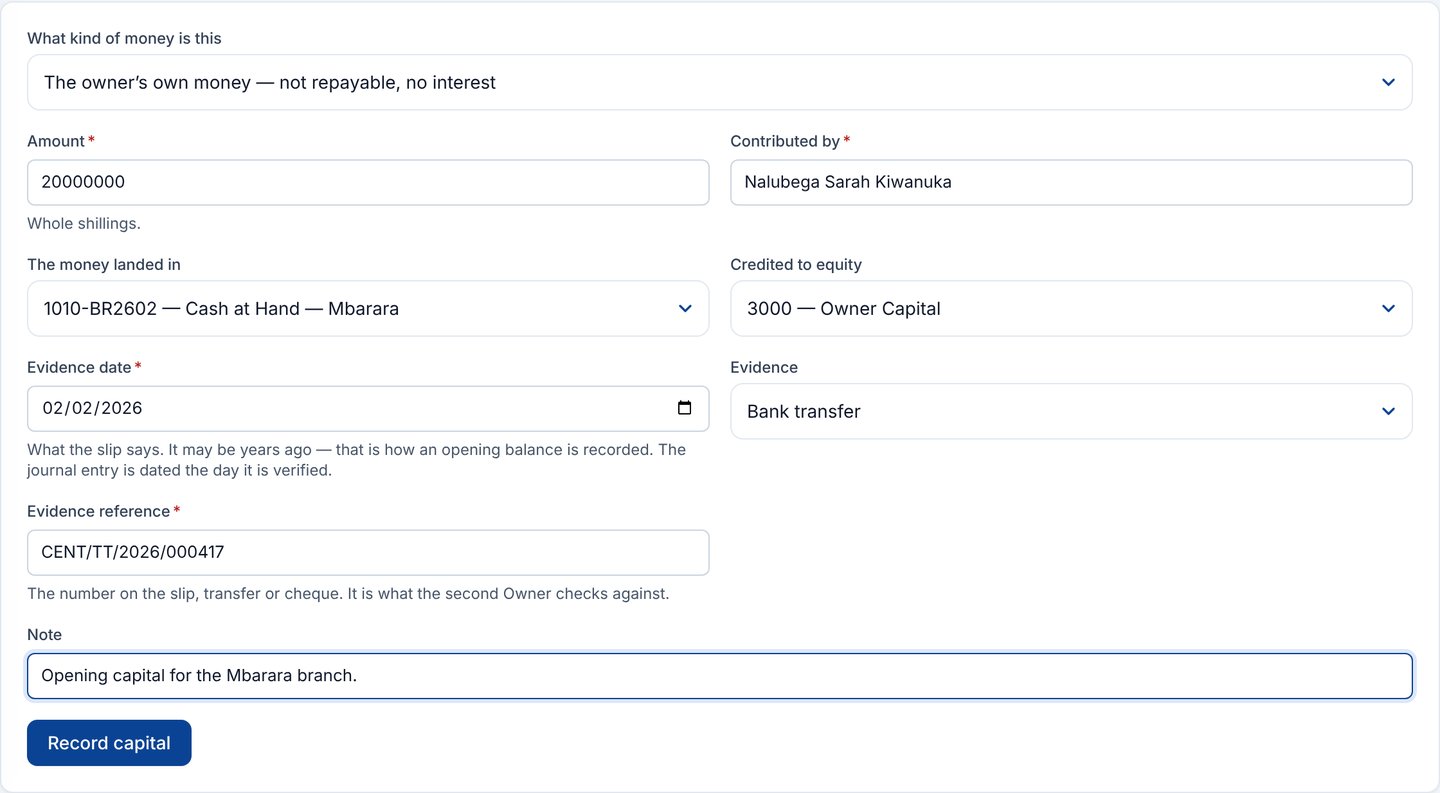 What kind of money is this
The owner’s own money — not repayable, no interest
Amount *
Contributed by *
20000000
Nalubega Sarah Kiwanuka
Whole shillings.
The money landed in
Credited to equity
1010-BR2602 — Cash at Hand — Mbarara
3000 — Owner Capital
Evidence date *
Evidence
02/02/2026
Bank transfer
What the slip says. It may be years ago — that is how an opening balance is recorded. The
journal entry is dated the day it is verified.
Evidence reference *
CENT/TT/2026/000417
The number on the slip, transfer or cheque. It is what the second Owner checks against.
Note
Opening capital for the Mbarara branch.
Record capital